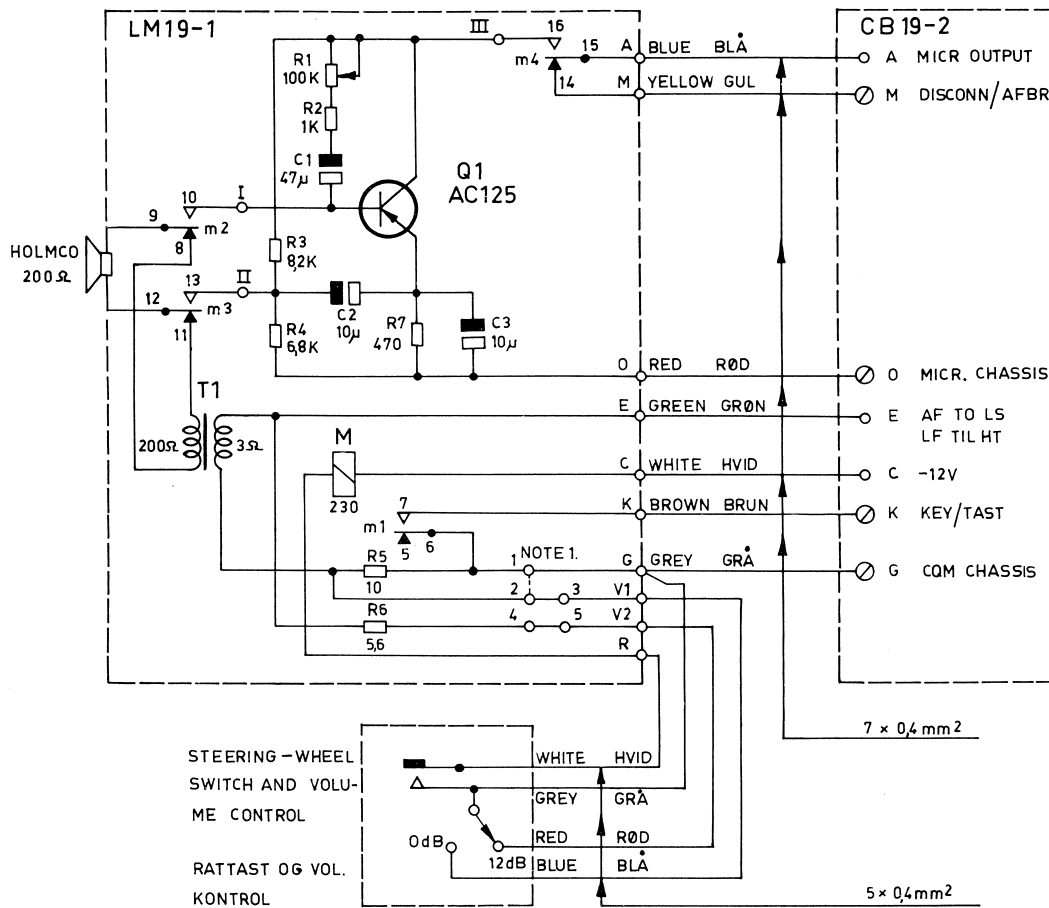 LM19-1
CB 19-2
III
16
15
A
BLUE BLÅ
A MICR OUTPUT
m4
14
M
YELLOW GUL
M DISCONN/AFBR
R1
100K
R2
1K
C1
47µ
Q1
AC125
10
I
9
m2
8
HOLMCO
200Ω
R3
8,2K
13
II
12
m3
11
C2
10µ
R4
6,8K
R7
470
C3
10µ
O
RED RØD
O MICR. CHASSIS
T1
E
GREEN GRØN
E AF TO LS
LF TIL HT
200Ω
3Ω
M
230
C
WHITE HVID
C -12V
7
K
BROWN BRUN
K KEY/TAST
m1
5
6
R5
10
1
NOTE 1.
G
GREY GRÅ
G CQM CHASSIS
2
3
V1
R6
5,6
4
5
V2
R
7 × 0,4 mm²
STEERING-WHEEL
SWITCH AND VOLU-
ME CONTROL
WHITE HVID
GREY GRÅ
0dB
12dB
RED RØD
BLUE BLÅ
RATTAST OG VOL.
KONTROL
5 × 0,4 mm²